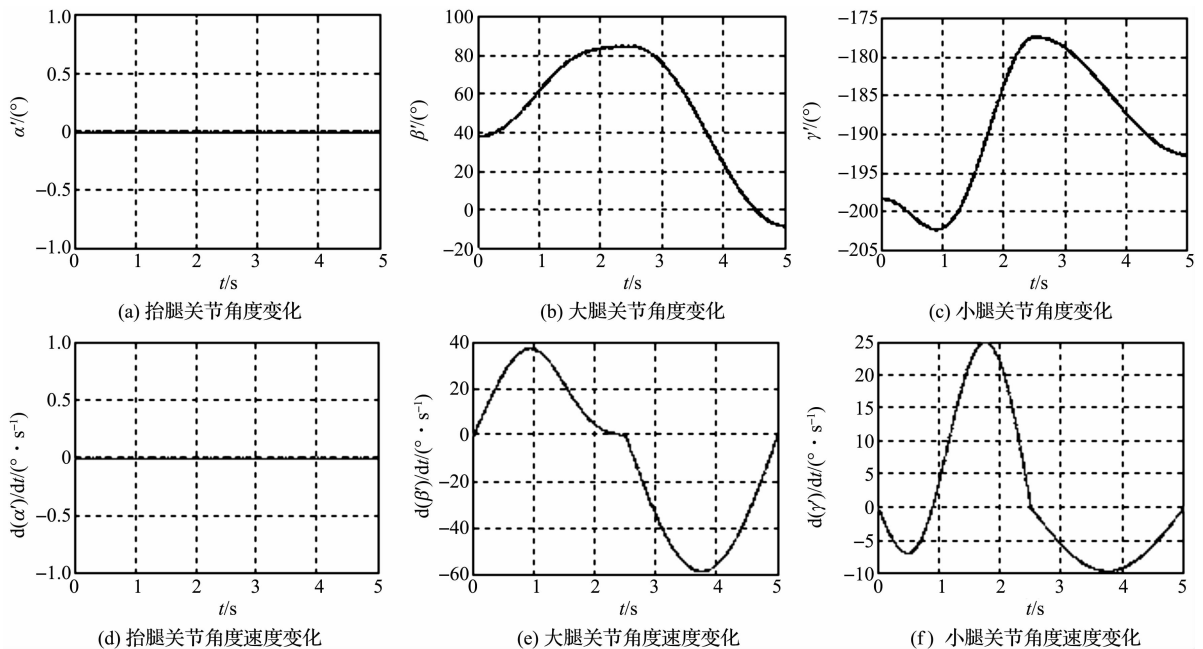 1.0
0.5
0
−0.5
−1.0
α′/(°)
0 1 2 3 4 5
t/s
(a) 抬腿关节角度变化
100
80
60
40
20
0
−20
β′/(°)
0 1 2 3 4 5
t/s
(b) 大腿关节角度变化
−175
−180
−185
−190
−195
−200
−205
γ′/(°)
0 1 2 3 4 5
t/s
(c) 小腿关节角度变化
1.0
0.5
0
−0.5
−1.0
d(α′)/dt/(° · s⁻¹)
0 1 2 3 4 5
t/s
(d) 抬腿关节角度速度变化
40
20
0
−20
−40
−60
d(β′)/dt/(° · s⁻¹)
0 1 2 3 4 5
t/s
(e) 大腿关节角度速度变化
25
20
15
10
5
0
−5
−10
d(γ′)/dt/(° · s⁻¹)
0 1 2 3 4 5
t/s
(f) 小腿关节角度速度变化